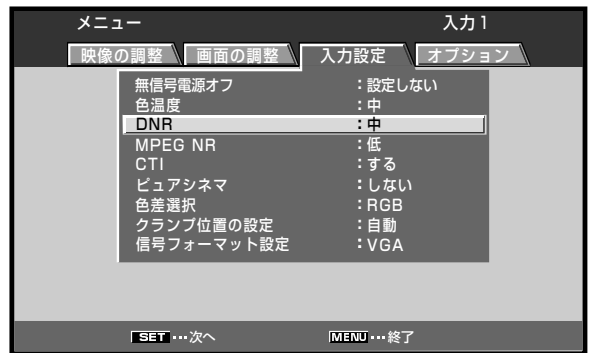 メニュー 入力1
映像の調整 画面の調整 入力設定 オプション
無信号電源オフ :設定しない
色温度 :中
DNR :中
MPEG NR :低
CTI :する
ピュアシネマ :しない
色差選択 :RGB
クランプ位置の設定 :自動
信号フォーマット設定 :VGA
SET…次へ MENU…終了